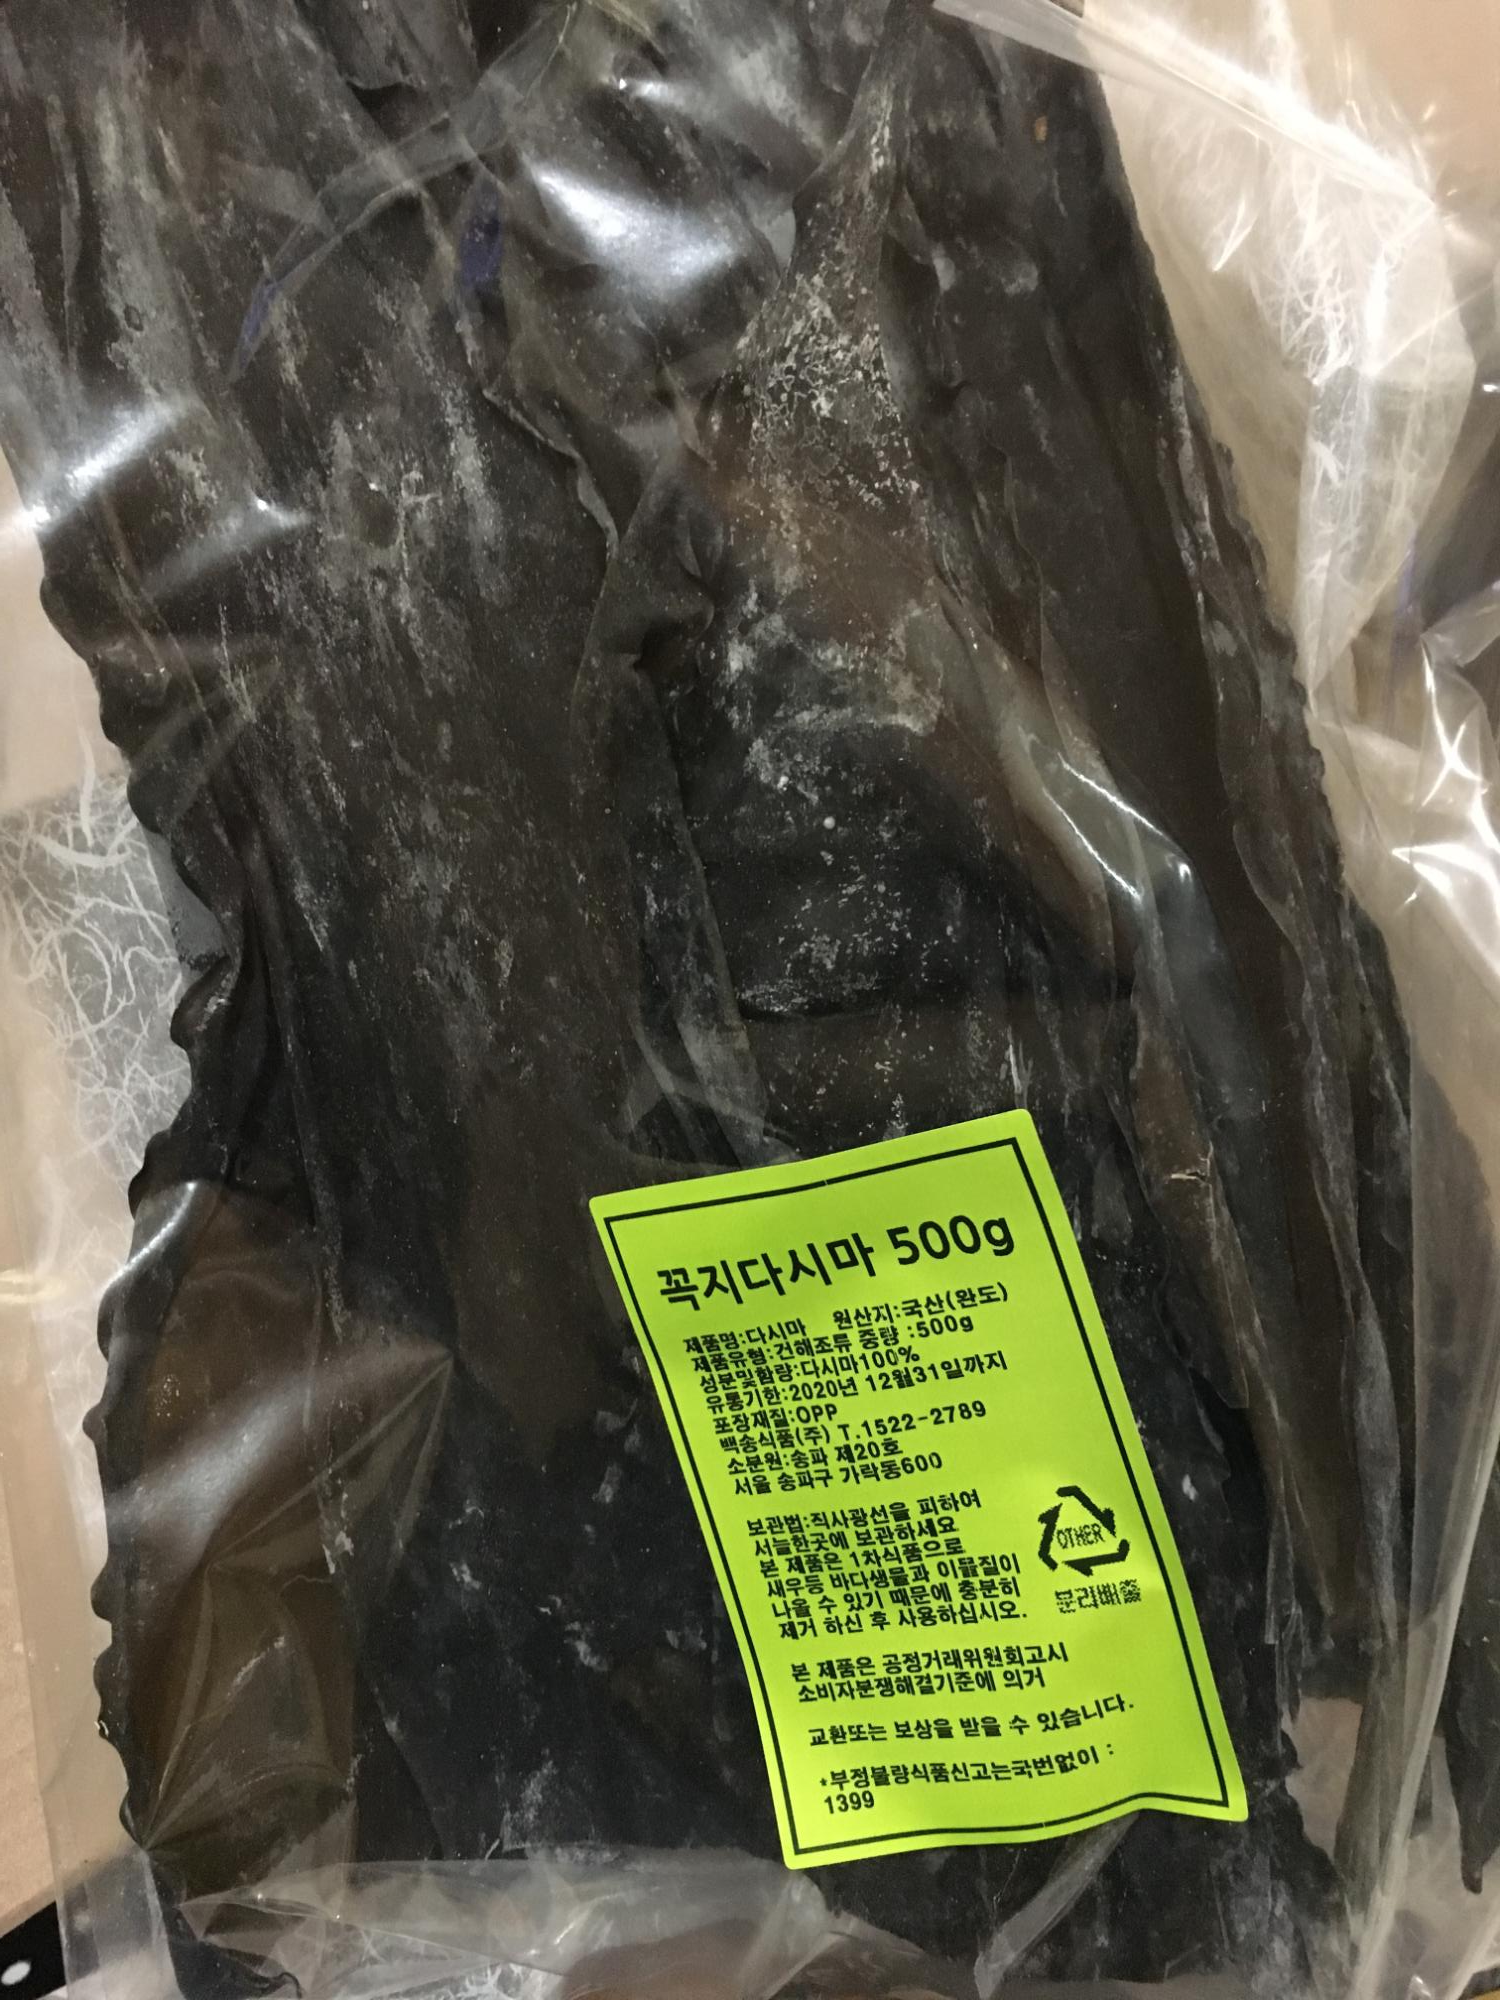 꼭지다시마 500g
제품명:다시마 원산지:국산(완도)
제품유형:건해조류 중량 :500g
성분및함량:다시마100%
유통기한:2020년 12월31일까지
포장재질:OPP
백송식품(주) T.1522-2789
소분원:송파 제20호
서울 송파구 가락동600
보관법:직사광선을 피하여
서늘한곳에 보관하세요
본 제품은 1차식품으로
새우등 바다생물과 이물질이
나올 수 있기 때문에 충분히
제거 하신 후 사용하십시오.
OTHER
분리배출
본 제품은 공정거래위원회고시
소비자분쟁해결기준에 의거
교환또는 보상을 받을 수 있습니다.
*부정불량식품신고는국번없이 :
1399